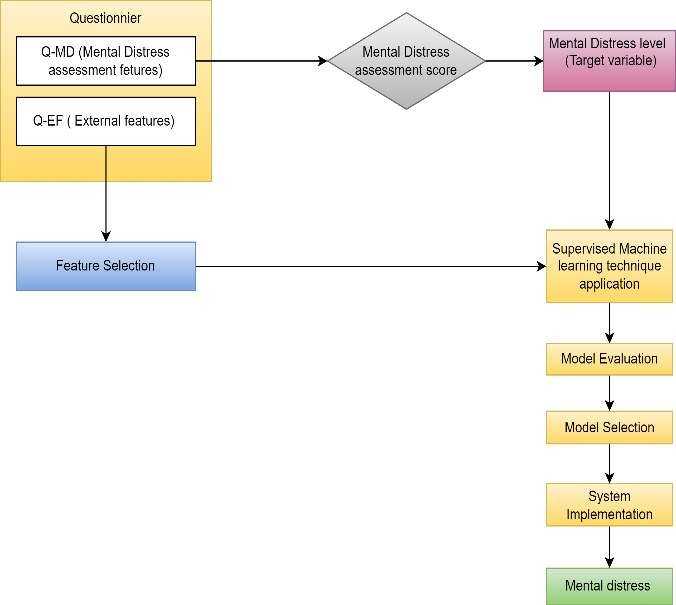 Questionnier
Q-MD (Mental Distress
assessment fetures)
Q-EF ( External features)
Mental Distress
assessment score
Mental Distress level
(Target variable)
Feature Selection
Supervised Machine
learning technique
application
Model Evaluation
Model Selection
System
Implementation
Mental distress